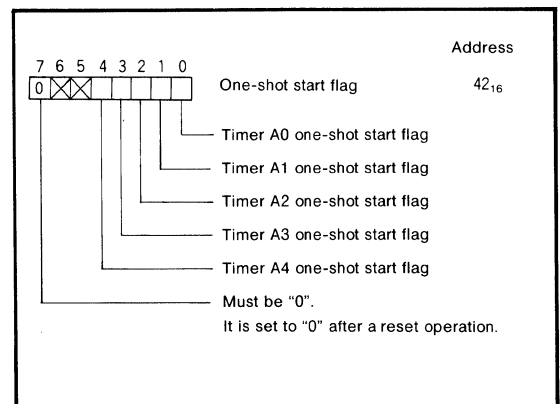 Address
7 6 5 4 3 2 1 0
0 One-shot start flag 42₁₆
Timer A0 one-shot start flag
Timer A1 one-shot start flag
Timer A2 one-shot start flag
Timer A3 one-shot start flag
Timer A4 one-shot start flag
Must be “0”.
It is set to “0” after a reset operation.